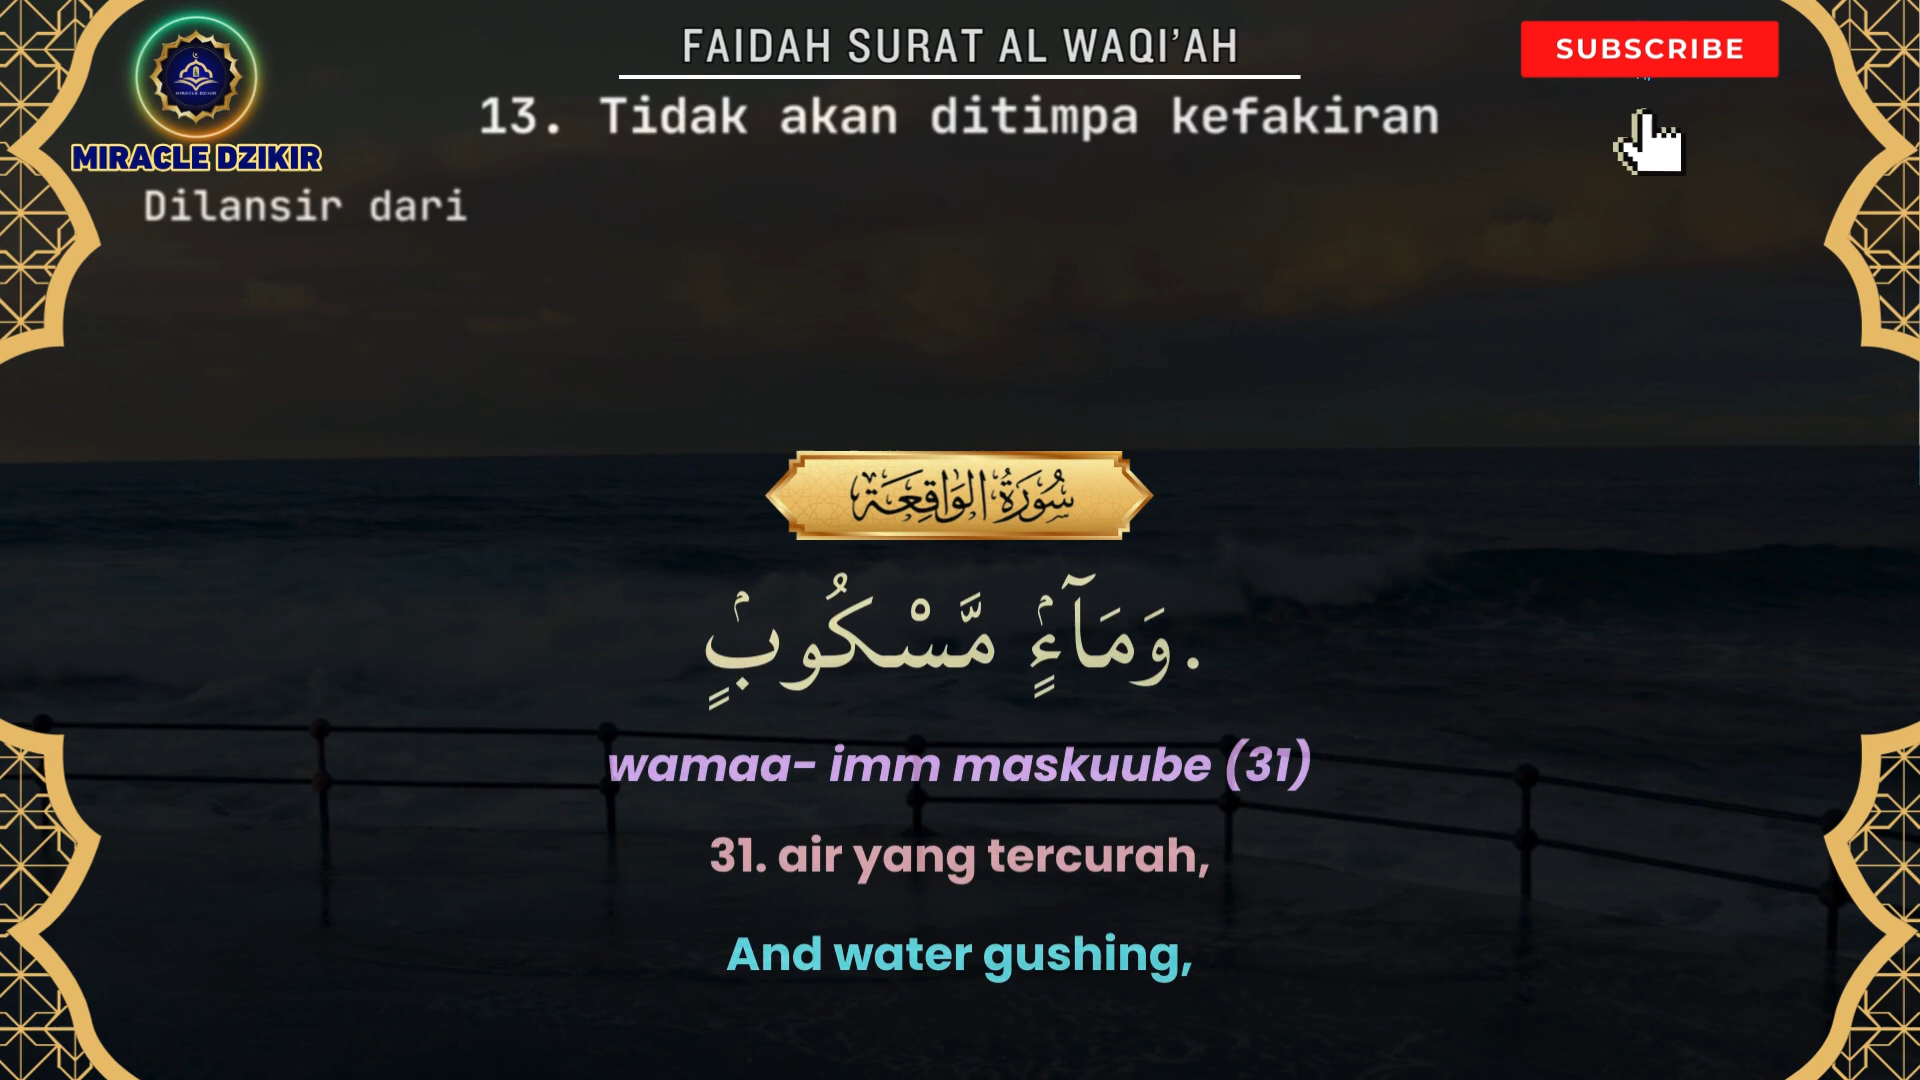 FAIDAH SURAT AL WAQI’AH
SUBSCRIBE
13. Tidak akan ditimpa kefakiran
MIRACLE DZIKIR
Dilansir dari
سُورَةُ الوَاقِعَة
وَمَآءٍۢ مَّسْكُوبٍۢ.
wamaa- imm maskuube (31)
31. air yang tercurah,
And water gushing,